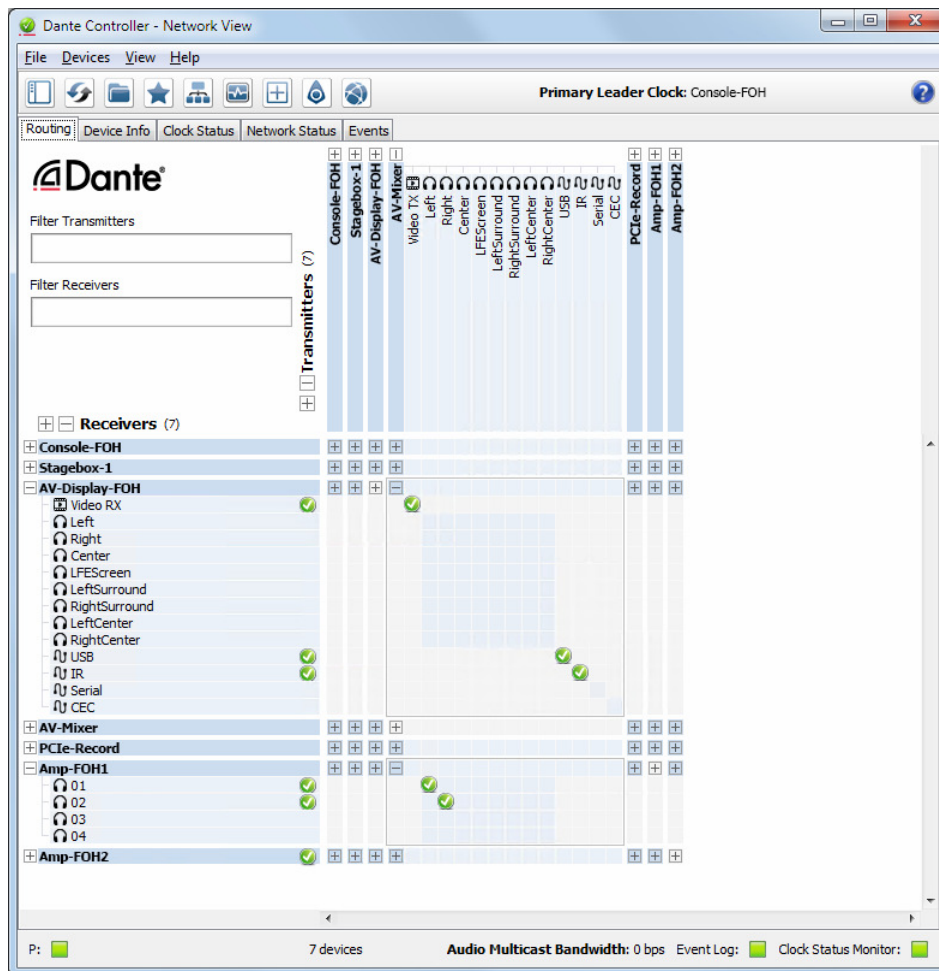 Dante Controller - Network View
File Devices View Help
Primary Leader Clock: Console-FOH
Routing Device Info Clock Status Network Status Events
Dante®
Filter Transmitters
Filter Receivers
Transmitters (7)
Console-FOH
Stagebox-1
AV-Display-FOH
AV-Mixer
Video TX
Left
Right
Center
LFEScreen
LeftSurround
RightSurround
LeftCenter
RightCenter
USB
IR
Serial
CEC
PCIe-Record
Amp-FOH1
Amp-FOH2
Receivers (7)
Console-FOH
Stagebox-1
AV-Display-FOH
Video RX
Left
Right
Center
LFEScreen
LeftSurround
RightSurround
LeftCenter
RightCenter
USB
IR
Serial
CEC
AV-Mixer
PCIe-Record
Amp-FOH1
01
02
03
04
Amp-FOH2
P: 7 devices Audio Multicast Bandwidth: 0 bps Event Log: Clock Status Monitor: